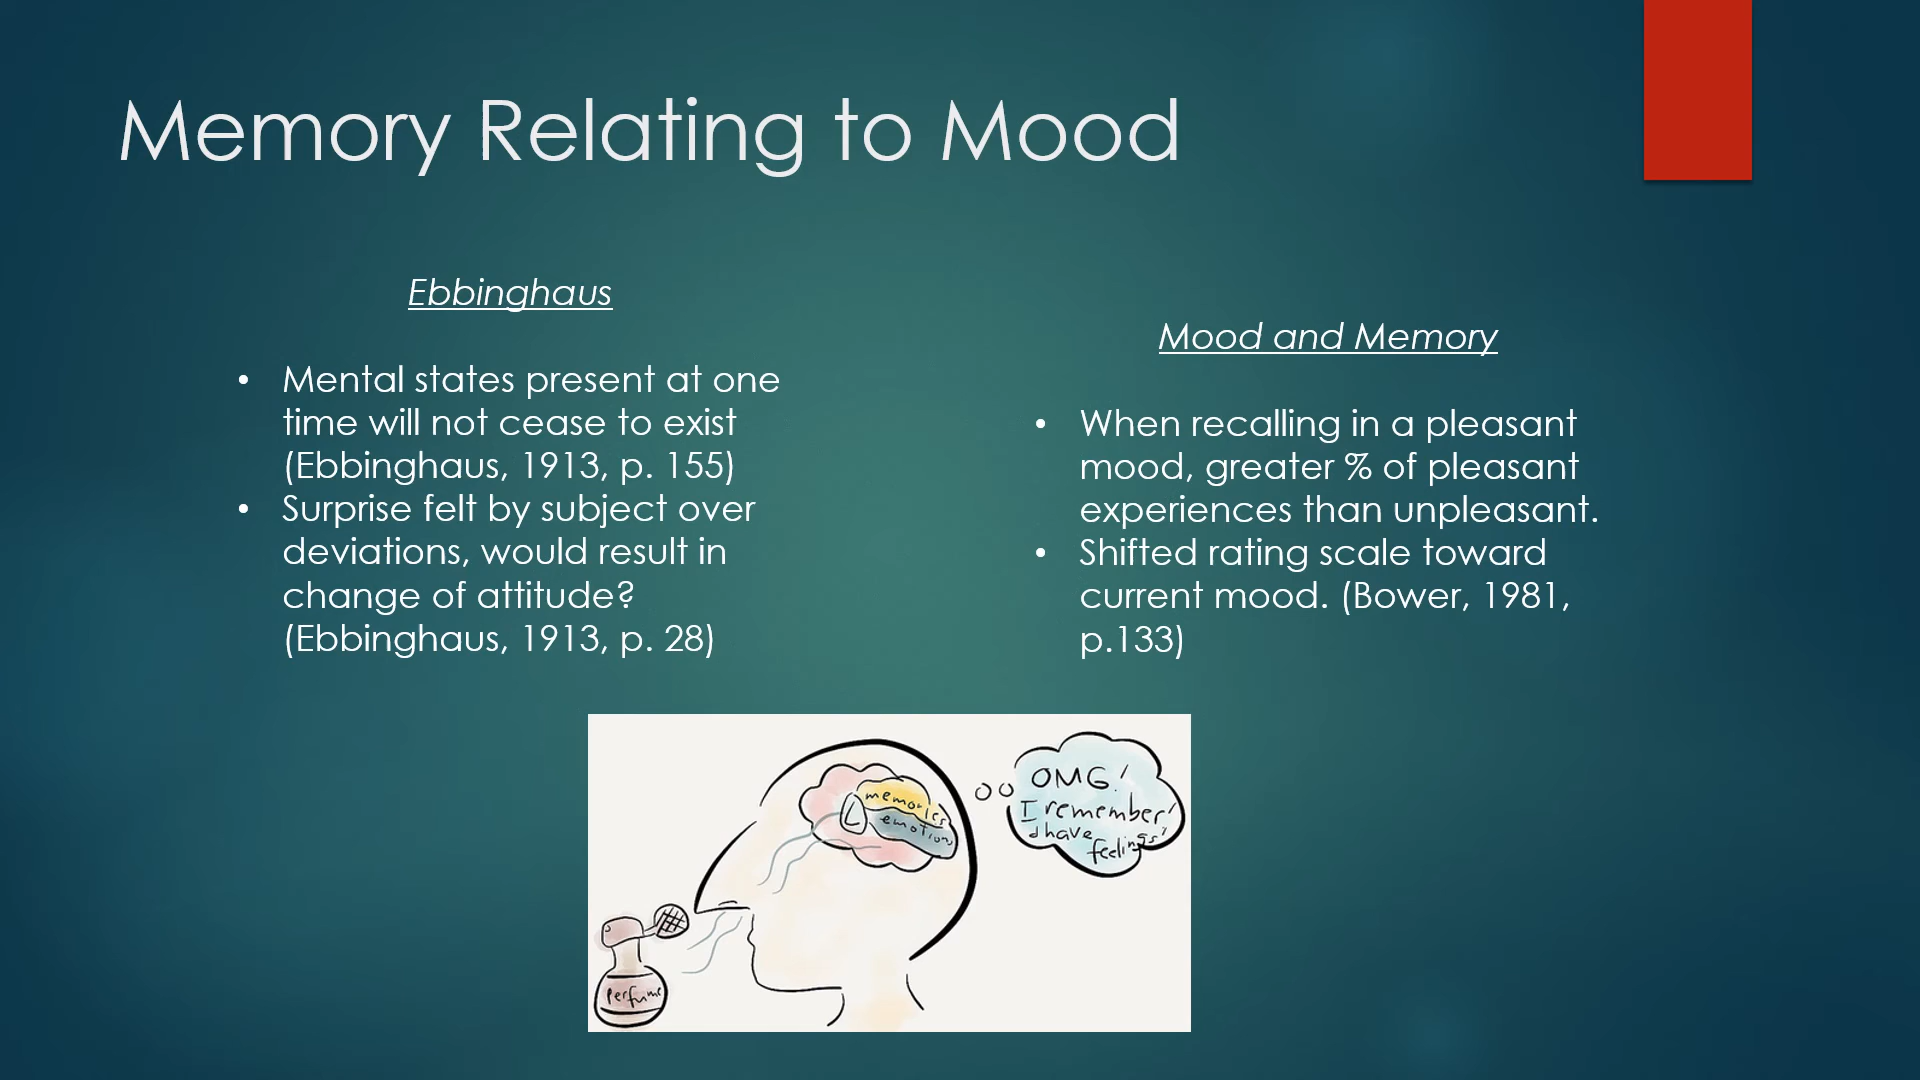 Memory Relating to Mood
Ebbinghaus
• Mental states present at one
time will not cease to exist
(Ebbinghaus, 1913, p. 155)
• Surprise felt by subject over
deviations, would result in
change of attitude?
(Ebbinghaus, 1913, p. 28)
Mood and Memory
• When recalling in a pleasant
mood, greater % of pleasant
experiences than unpleasant.
• Shifted rating scale toward
current mood. (Bower, 1981,
p.133)
memories
emotions
OMG!
I remember!
I have
feelings!
perfume